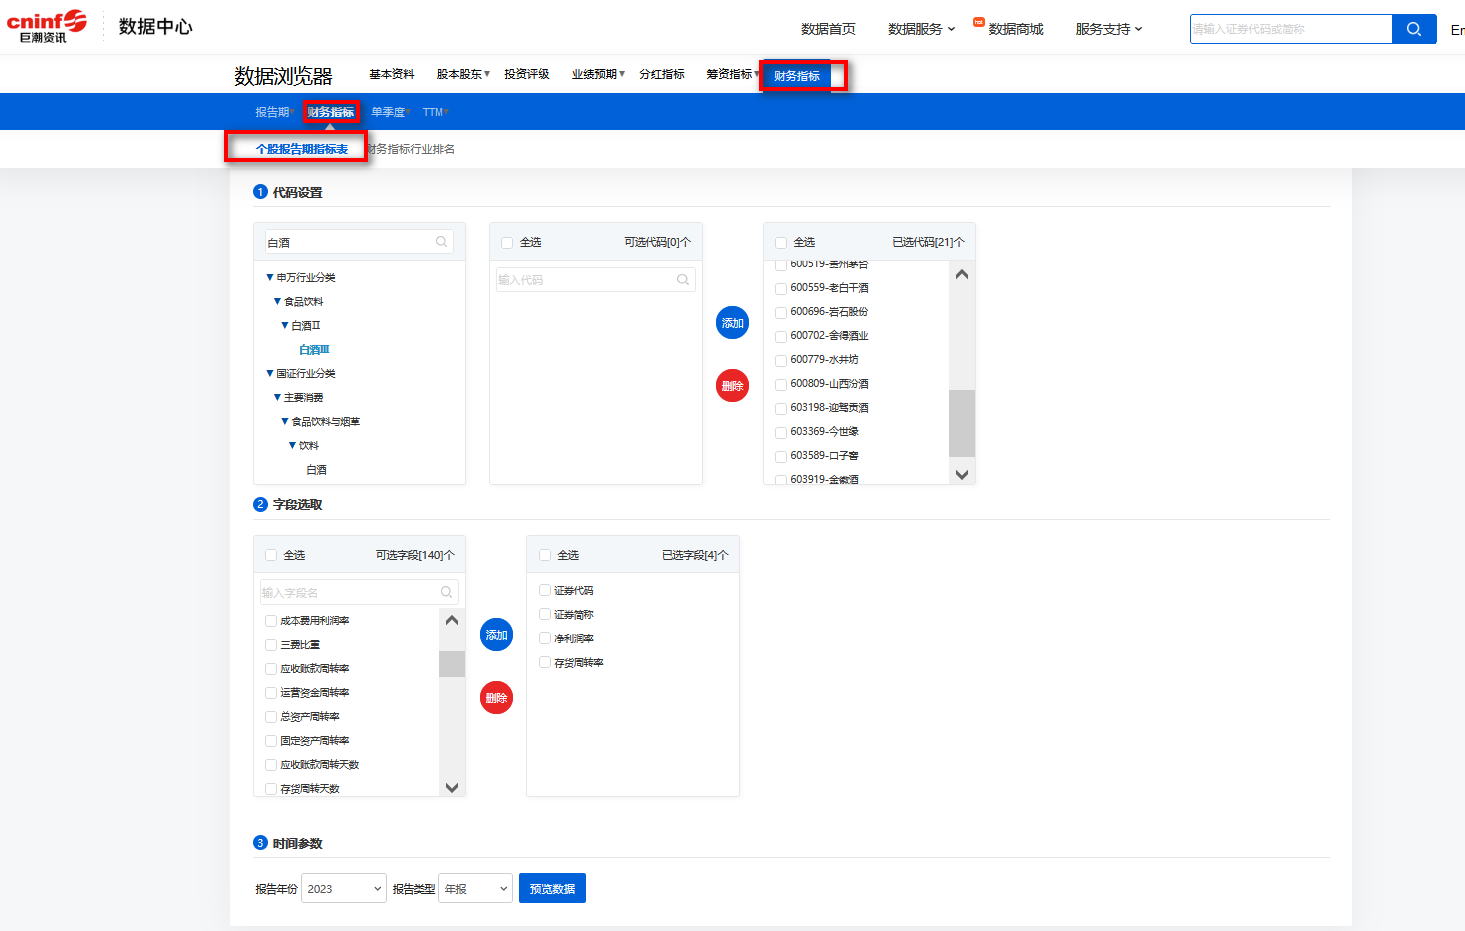 cninf
巨潮资讯
数据中心
数据首页
数据服务
hot
数据商城
服务支持
请输入证券代码或简称
En
数据浏览器
基本资料
股本股东
投资评级
业绩预期
分红指标
筹资指标
财务指标
报告期
财务指标
单季度
TTM
个股报告期指标表
财务指标行业排名
1 代码设置
白酒
申万行业分类
食品饮料
白酒II
白酒III
国证行业分类
主要消费
食品饮料与烟草
饮料
白酒
全选
可选代码[0]个
输入代码
添加
删除
全选
已选代码[21]个
600519-贵州茅台
600559-老白干酒
600696-岩石股份
600702-舍得酒业
600779-水井坊
600809-山西汾酒
603198-迎驾贡酒
603369-今世缘
603589-口子窖
603919-金徽酒
2 字段选取
全选
可选字段[140]个
输入字段名
成本费用利润率
三费比重
应收账款周转率
运营资金周转率
总资产周转率
固定资产周转率
应收账款周转天数
存货周转天数
添加
删除
全选
已选字段[4]个
证券代码
证券简称
净利润率
存货周转率
3 时间参数
报告年份
2023
报告类型
年报
预览数据